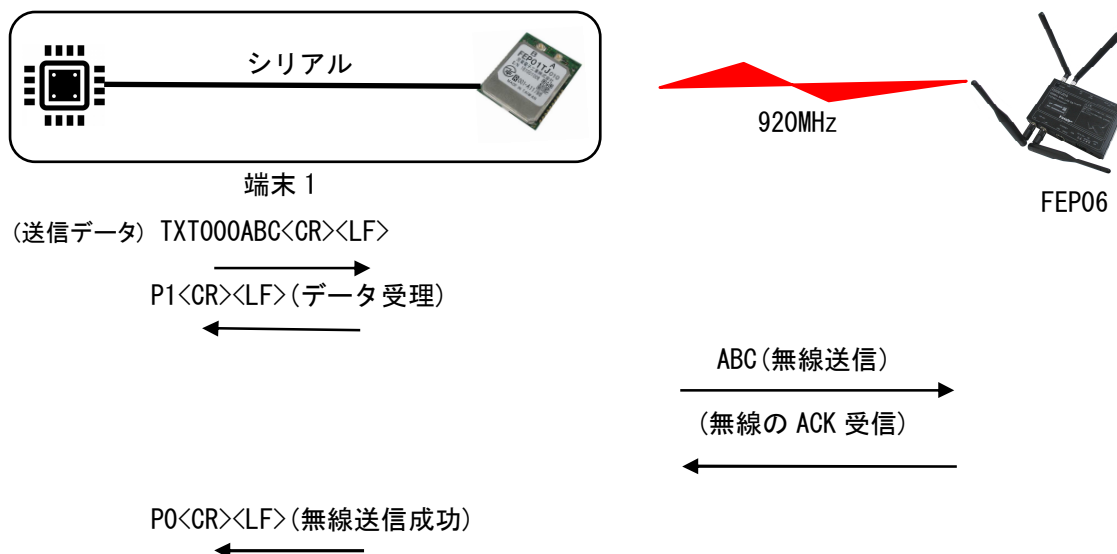 シリアル
FEP01TJ
920MHz
端末1
FEP06
(送信データ) TXT000ABC<CR><LF>
P1<CR><LF>(データ受理)
ABC(無線送信)
(無線の ACK 受信)
P0<CR><LF>(無線送信成功)